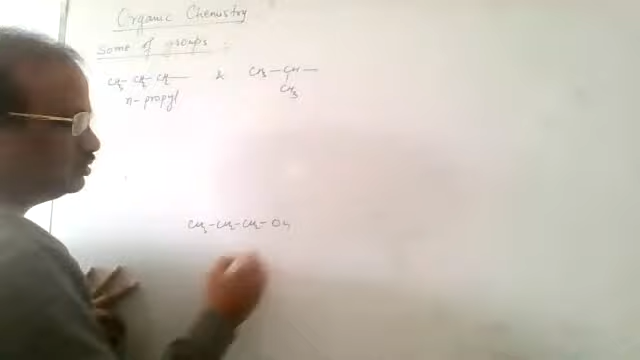 Organic Chemistry
Some of groups :
CH₃- CH₂- CH₂— & CH₃—CH—
CH₃
n-propyl
CH₃-CH₂-CH₂-OH